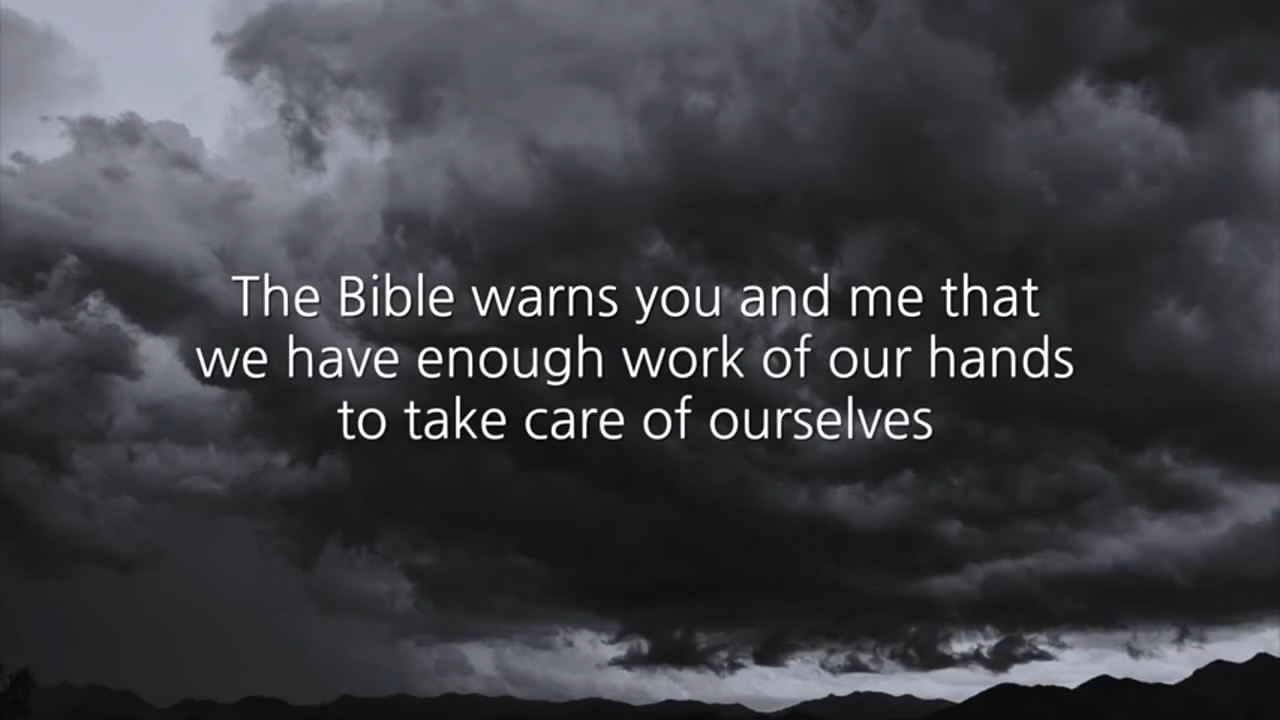 The Bible warns you and me that
we have enough work of our hands
to take care of ourselves